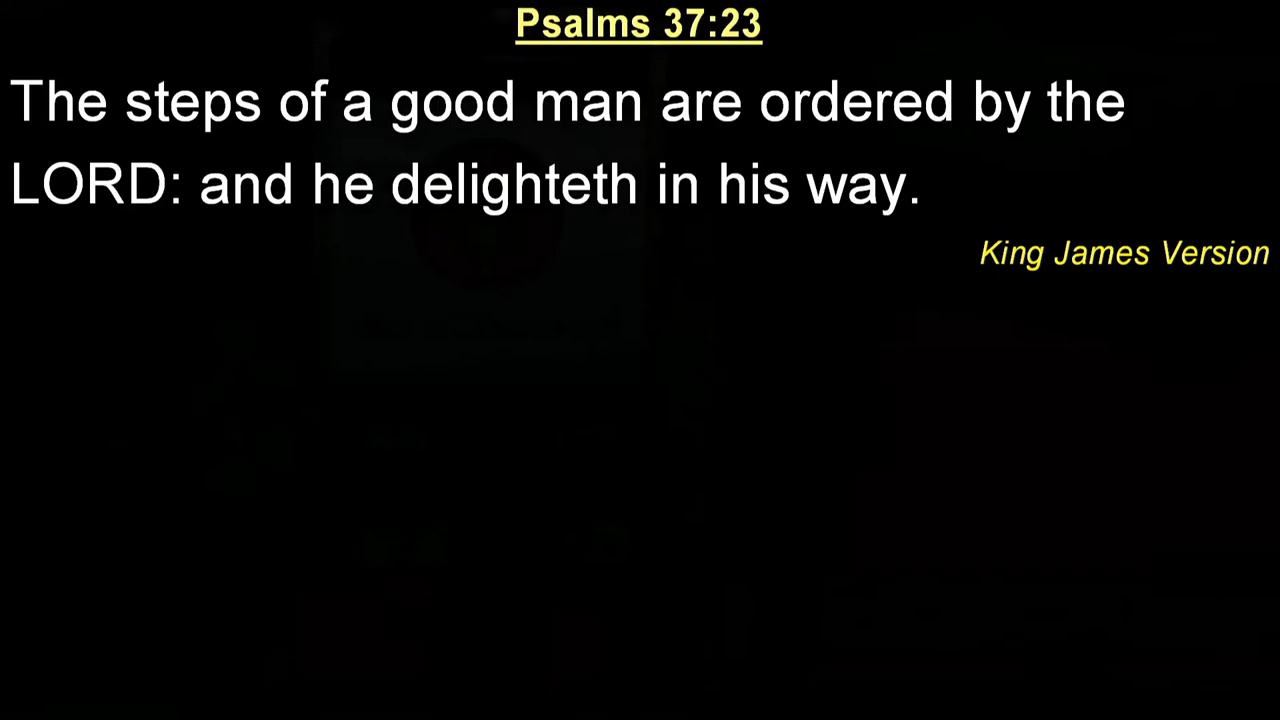 Psalms 37:23
The steps of a good man are ordered by the
LORD: and he delighteth in his way.
King James Version